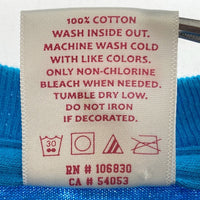 100% COTTON
WASH INSIDE OUT.
MACHINE WASH COLD
WITH LIKE COLORS.
ONLY NON-CHLORINE
BLEACH WHEN NEEDED.
TUMBLE DRY LOW.
DO NOT IRON
IF DECORATED.
30
RN # 106830
CA # 54053